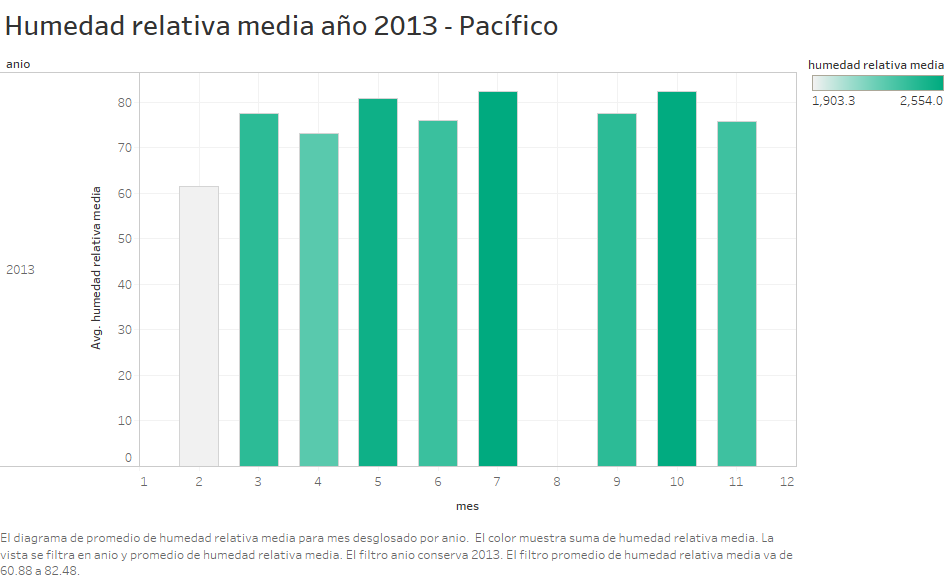 Humedad relativa media año 2013 - Pacífico
anio
humedad relativa media
1,903.3 2,554.0
80
70
60
50
40
30
20
10
0
Avg. humedad relativa media
2013
1 2 3 4 5 6 7 8 9 10 11 12
mes
El diagrama de promedio de humedad relativa media para mes desglosado por anio.  El color muestra suma de humedad relativa media. La
vista se filtra en anio y promedio de humedad relativa media. El filtro anio conserva 2013. El filtro promedio de humedad relativa media va de
60.88 a 82.48.